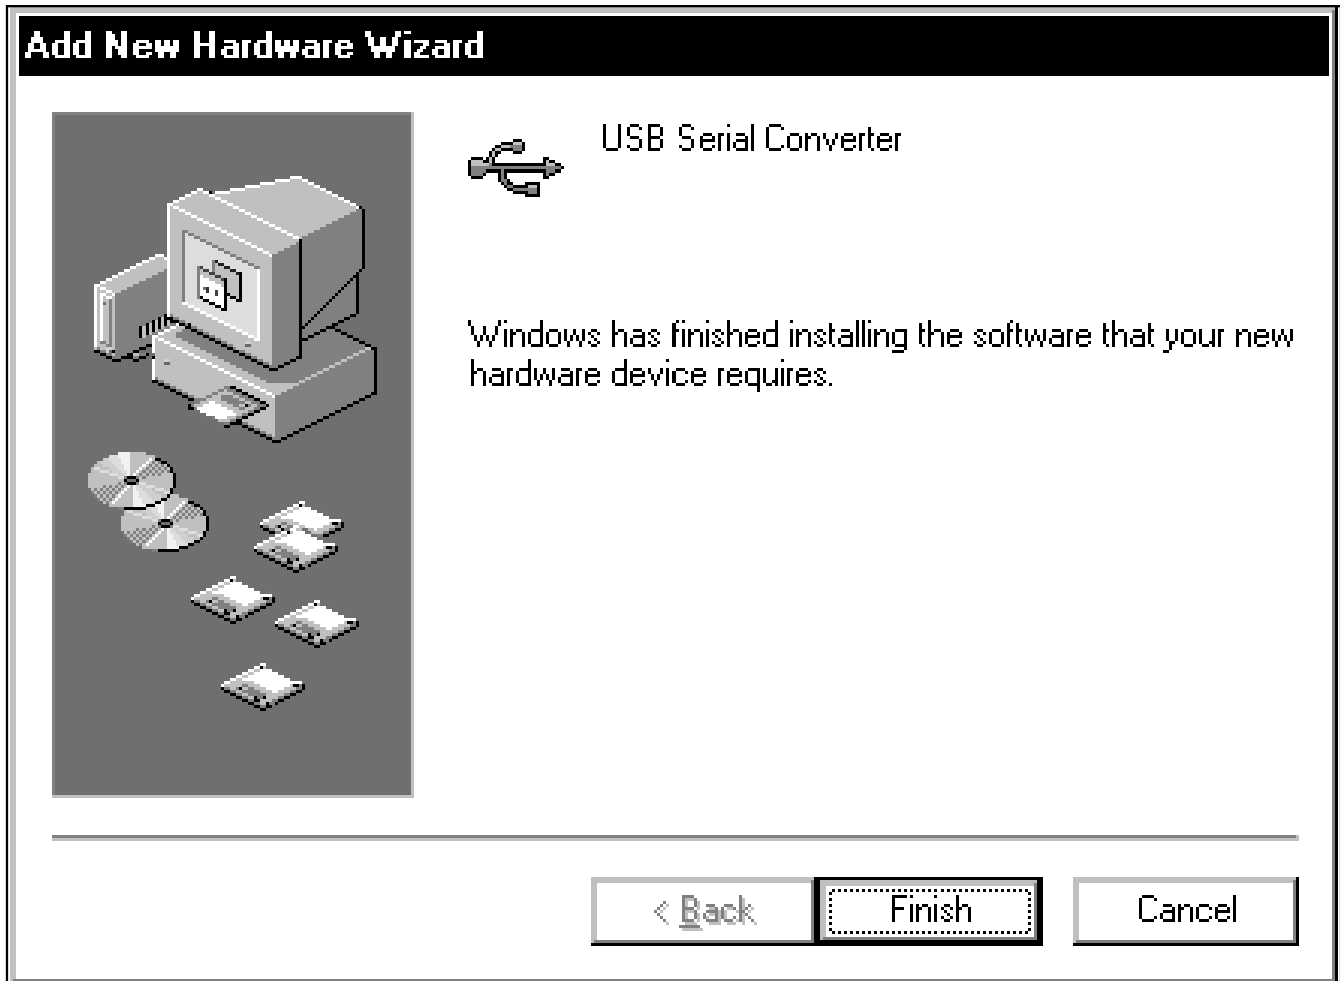 Add New Hardware Wizard
USB Serial Converter
Windows has finished installing the software that your new
hardware device requires.
< Back
Finish
Cancel